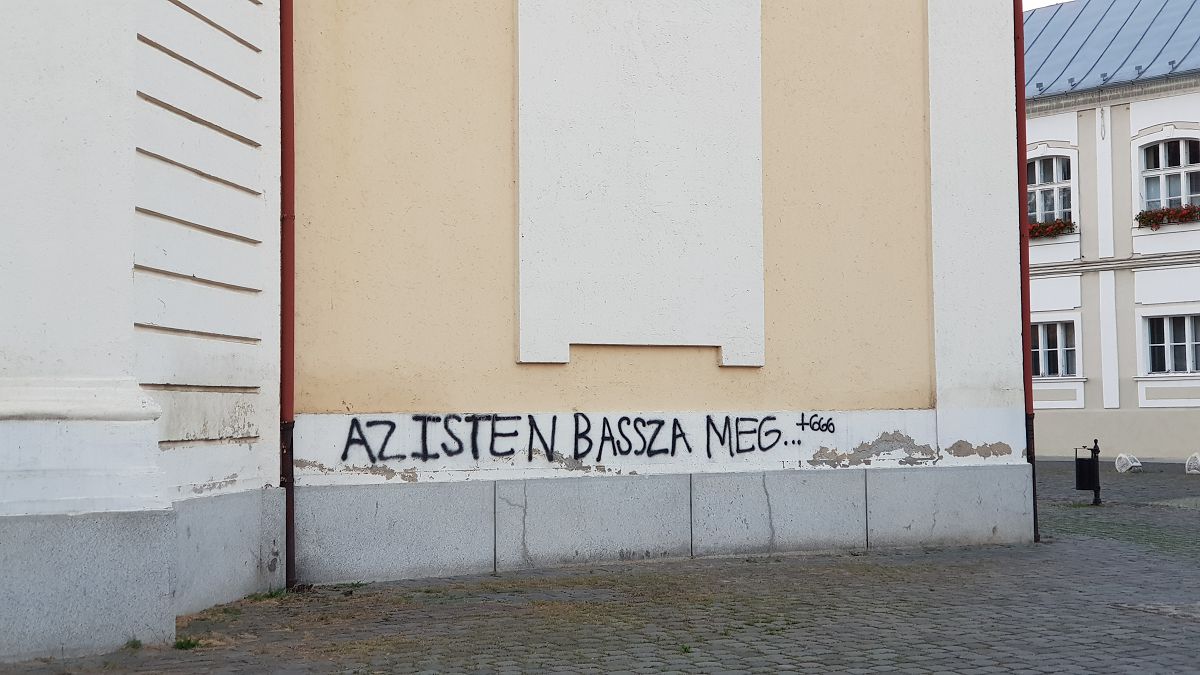 AZ ISTEN BASSZA MEG... +666